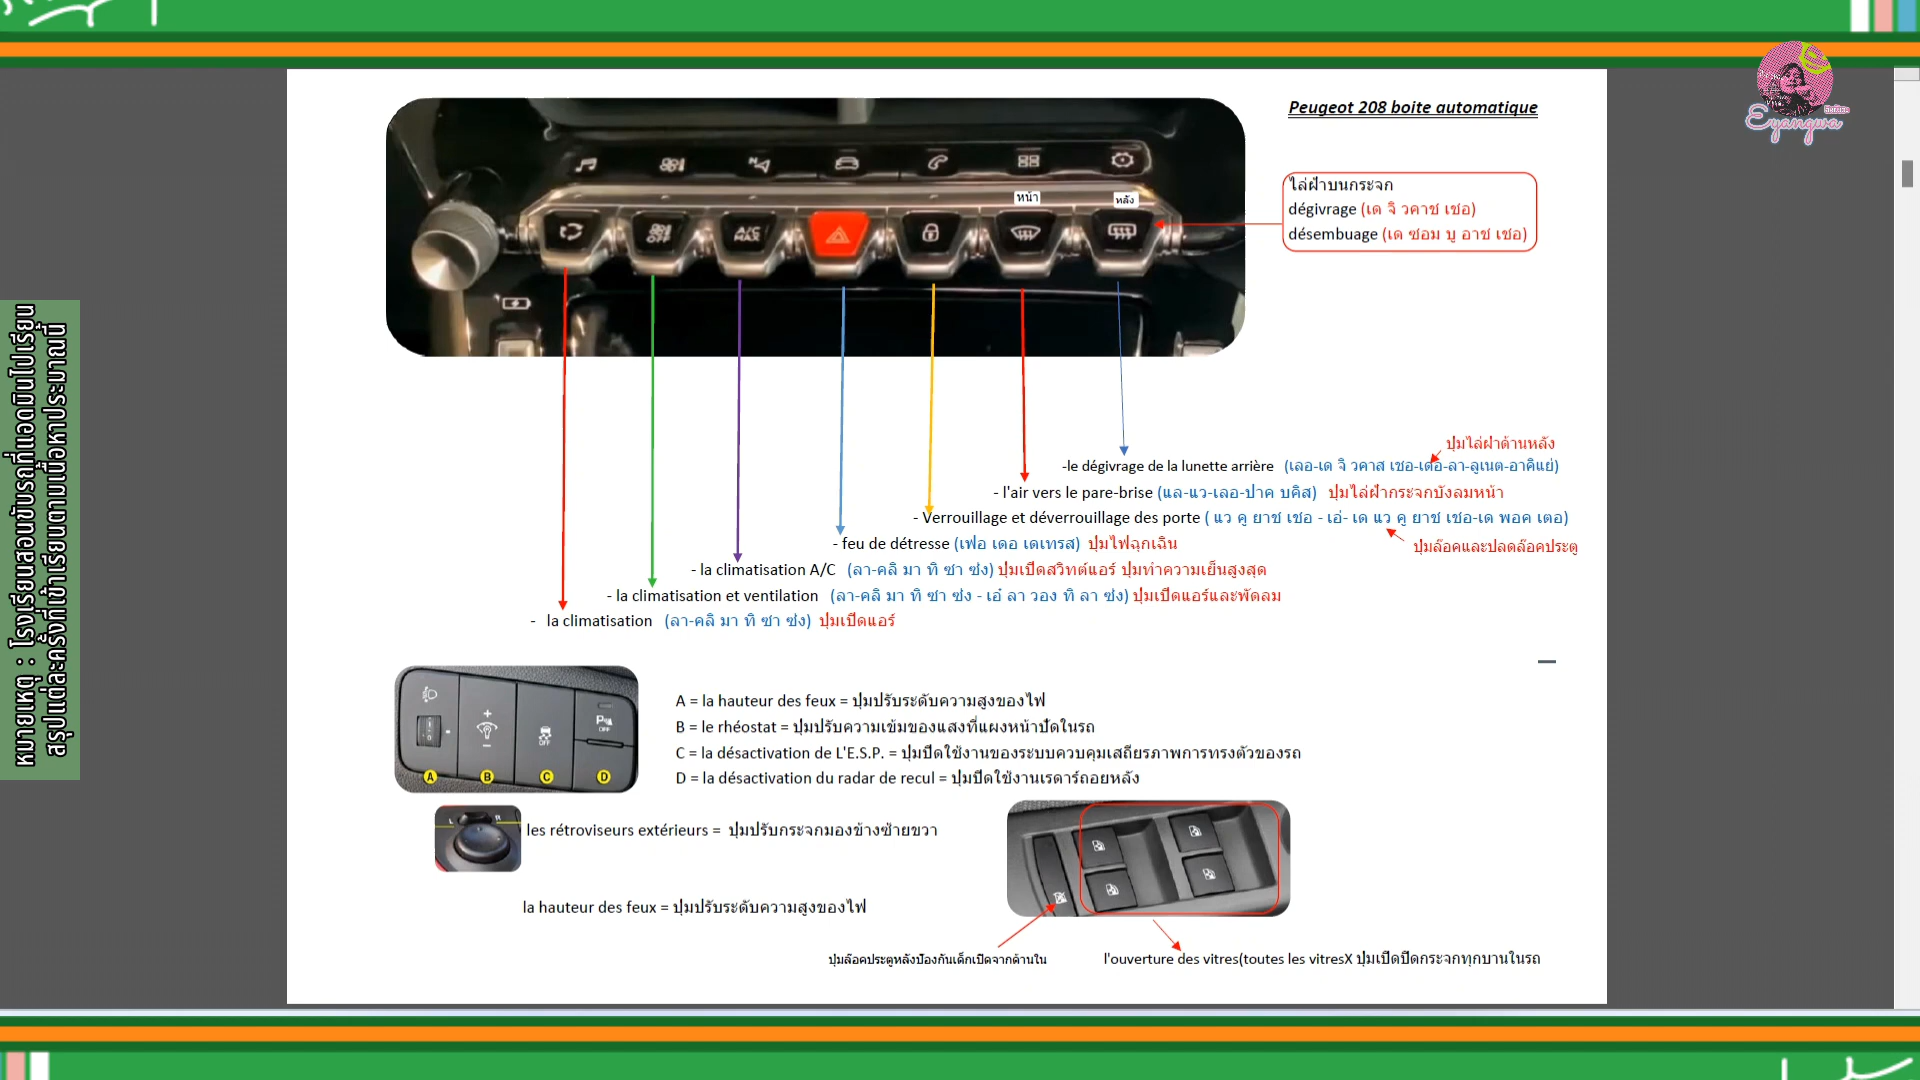 Peugeot 208 boite automatique
หน้า
หลัง
OFF
A/C
MAX
ไล่ฝ้าบนกระจก
dégivrage (เด จิ วคาช เชอ)
désembuage (เด ซอม บู อาช เชอ)
ปุ่มไล่ฝ้าด้านหลัง
-le dégivrage de la lunette arrière (เลอ-เด จิ วคาส เชอ-เดอ-ลา-ลูเนต-อาคิแย่)
- l'air vers le pare-brise (แล-แว-เลอ-ปาค บคิส) ปุ่มไล่ฝ้ากระจกบังลมหน้า
- Verrouillage et déverrouillage des porte ( แว คู ยาช เชอ - เอ่- เด แว คู ยาช เชอ-เด พอค เตอ)
ปุ่มล๊อคและปลดล๊อคประตู
- feu de détresse (เฟอ เดอ เดเทรส) ปุ่มไฟฉุกเฉิน
- la climatisation A/C (ลา-คลิ มา ทิ ซา ซ่ง) ปุ่มเปิดสวิทต์แอร์ ปุ่มทำความเย็นสูงสุด
- la climatisation et ventilation (ลา-คลิ มา ทิ ซา ซ่ง - เอ๋ ลา วอง ทิ ลา ซ่ง) ปุ่มเปิดแอร์และพัดลม
- la climatisation (ลา-คลิ มา ทิ ซา ซ่ง) ปุ่มเปิดแอร์
OFF
P
OFF
A B C D
A = la hauteur des feux = ปุ่มปรับระดับความสูงของไฟ
B = le rhéostat = ปุ่มปรับความเข้มของแสงที่แผงหน้าปัดในรถ
C = la désactivation de L'E.S.P. = ปุ่มปิดใช้งานของระบบควบคุมเสถียรภาพการทรงตัวของรถ
D = la désactivation du radar de recul = ปุ่มปิดใช้งานเรดาร์ถอยหลัง
L R
les rétroviseurs extérieurs = ปุ่มปรับกระจกมองข้างซ้ายขวา
la hauteur des feux = ปุ่มปรับระดับความสูงของไฟ
ปุ่มล๊อคประตูหลังป้องกันเด็กเปิดจากด้านใน
l'ouverture des vitres(toutes les vitresX ปุ่มเปิดปิดกระจกทุกบานในรถ
หมายเหตุ : โรงเรียนสอนขับรถที่แอดมินไปเรียน
สรุปแต่ละครั้งที่เข้าเรียนตามเนื้อหาประมาณนี้
Eyangwa